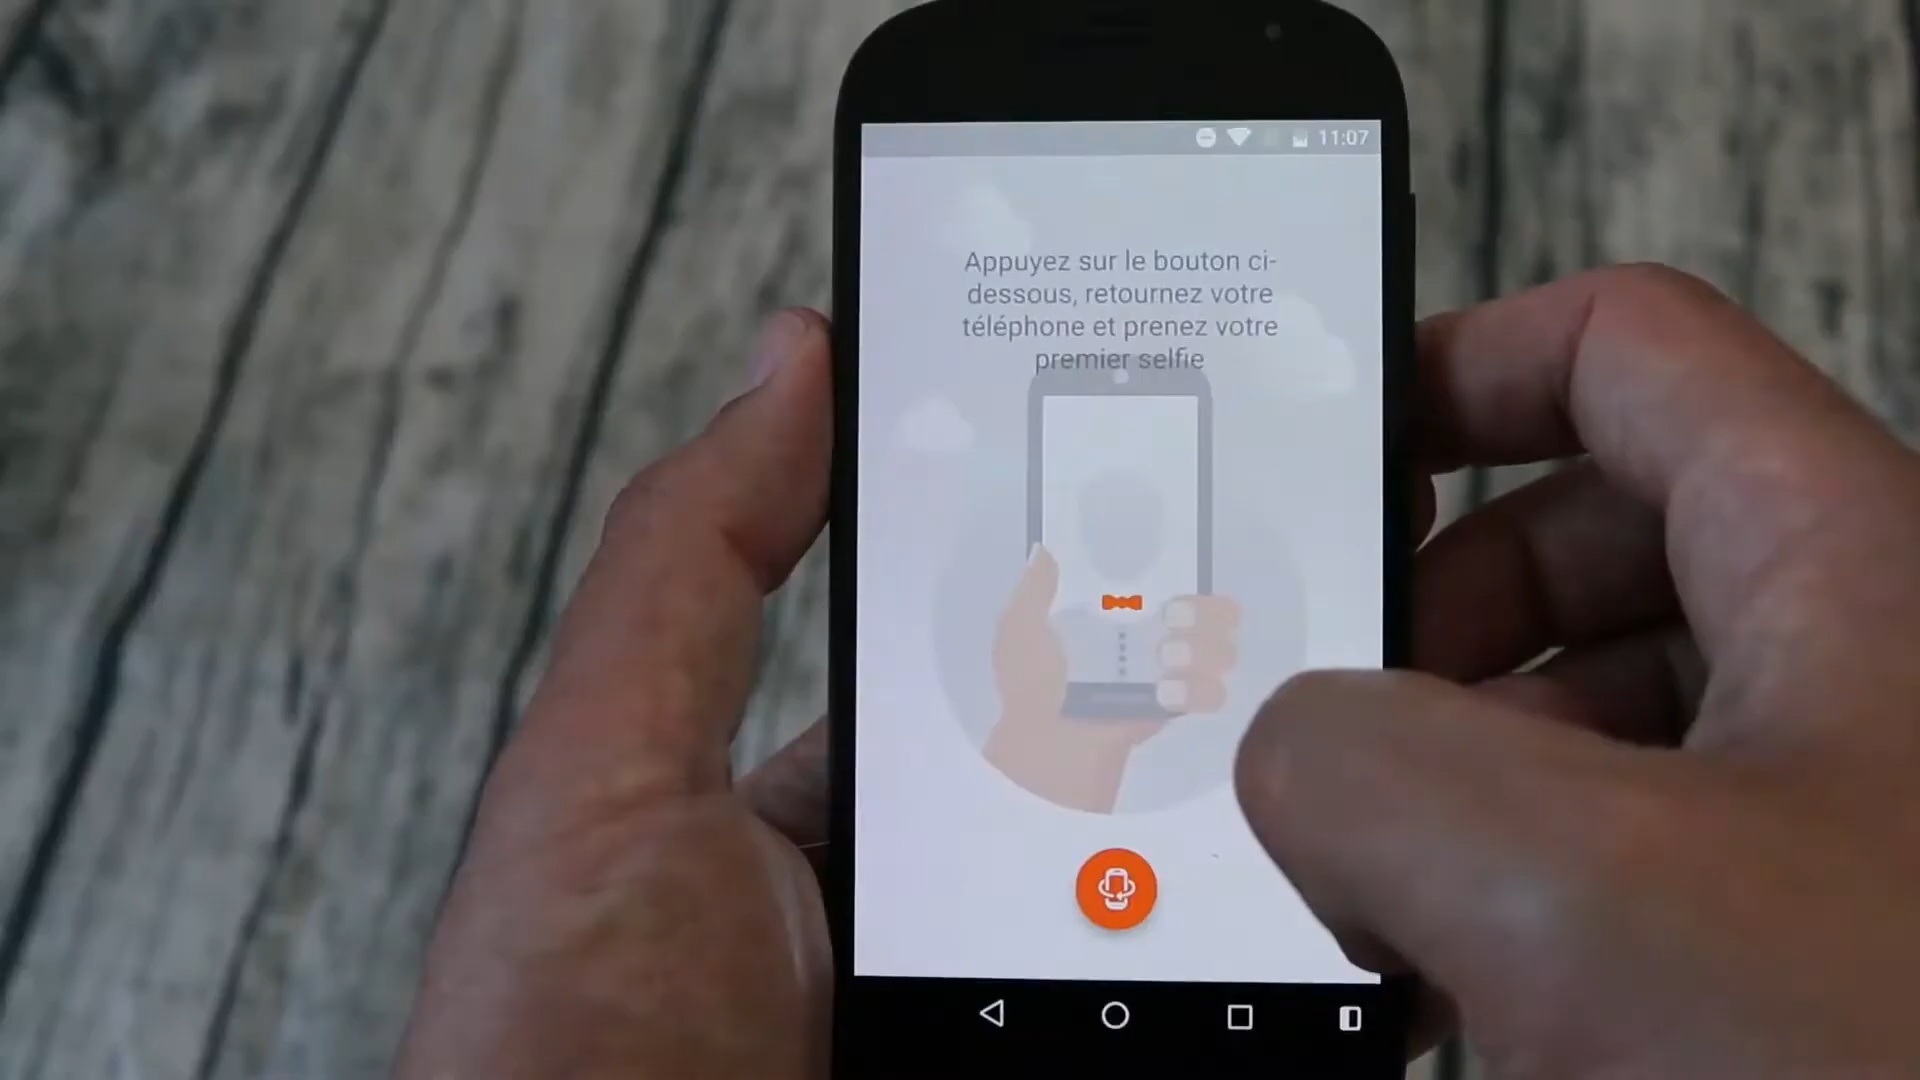 11:07
Appuyez sur le bouton ci-
dessous, retournez votre
téléphone et prenez votre
premier selfie